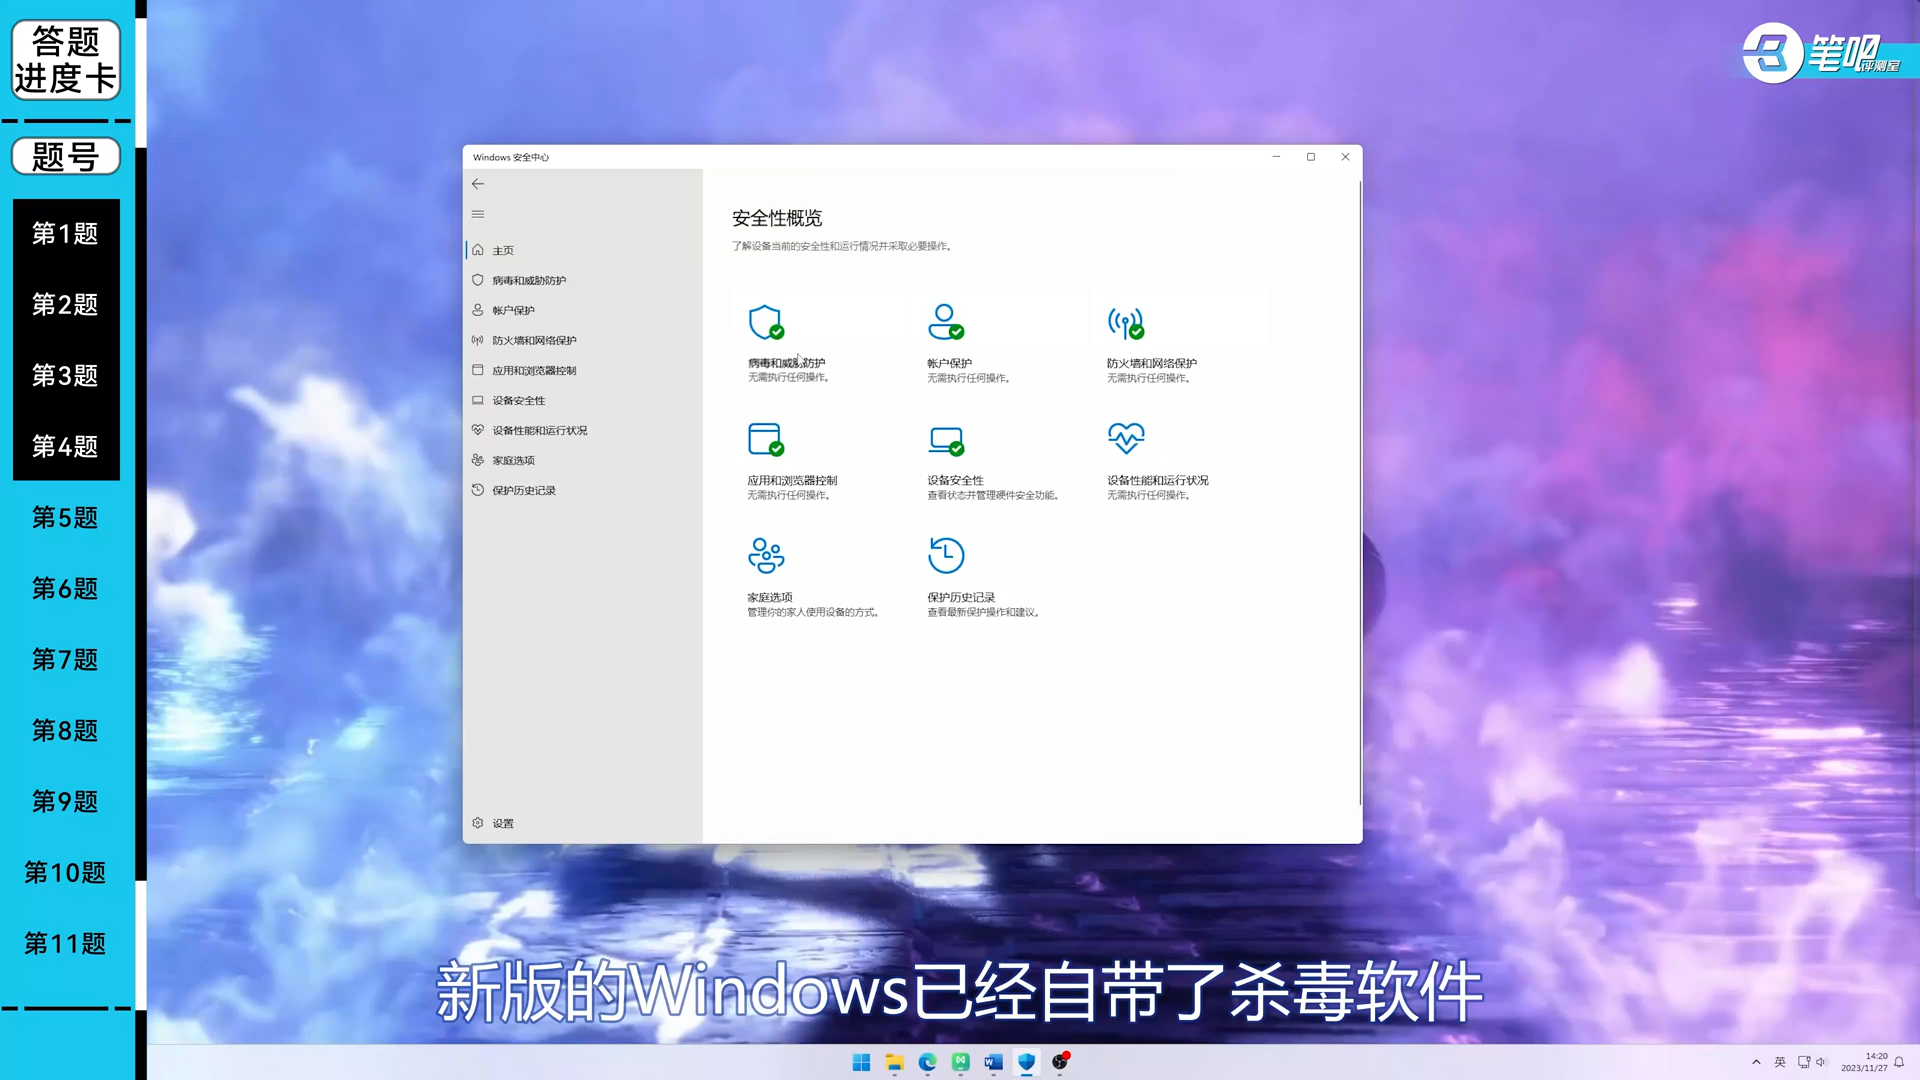 答题
进度卡
题号
第1题
第2题
第3题
第4题
第5题
第6题
第7题
第8题
第9题
第10题
第11题
笔吧
评测室
Windows 安全中心
主页
病毒和威胁防护
帐户保护
防火墙和网络保护
应用和浏览器控制
设备安全性
设备性能和运行状况
家庭选项
保护历史记录
设置
安全性概览
了解设备当前的安全性和运行情况并采取必要操作。
病毒和威胁防护
无需执行任何操作。
帐户保护
无需执行任何操作。
防火墙和网络保护
无需执行任何操作。
应用和浏览器控制
无需执行任何操作。
设备安全性
查看状态并管理硬件安全功能。
设备性能和运行状况
无需执行任何操作。
家庭选项
管理你的家人使用设备的方式。
保护历史记录
查看最新保护操作和建议。
新版的Windows已经自带了杀毒软件
英
14:20
2023/11/27